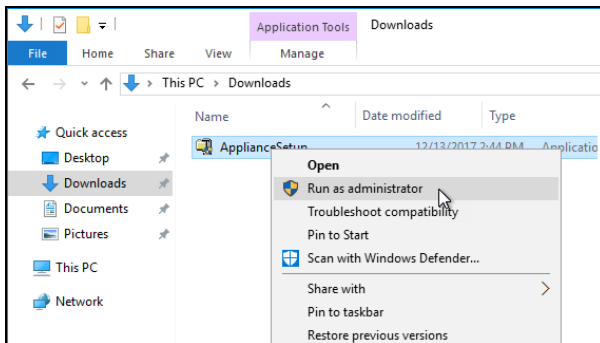 Application Tools Downloads
File Home Share View Manage
This PC > Downloads
Name Date modified Type
Quick access
ApplianceSetup 12/13/2017 2:44 PM Applicatio
Desktop
Downloads
Documents
Pictures
This PC
Network
Open
Run as administrator
Troubleshoot compatibility
Pin to Start
Scan with Windows Defender...
Share with >
Pin to taskbar
Restore previous versions